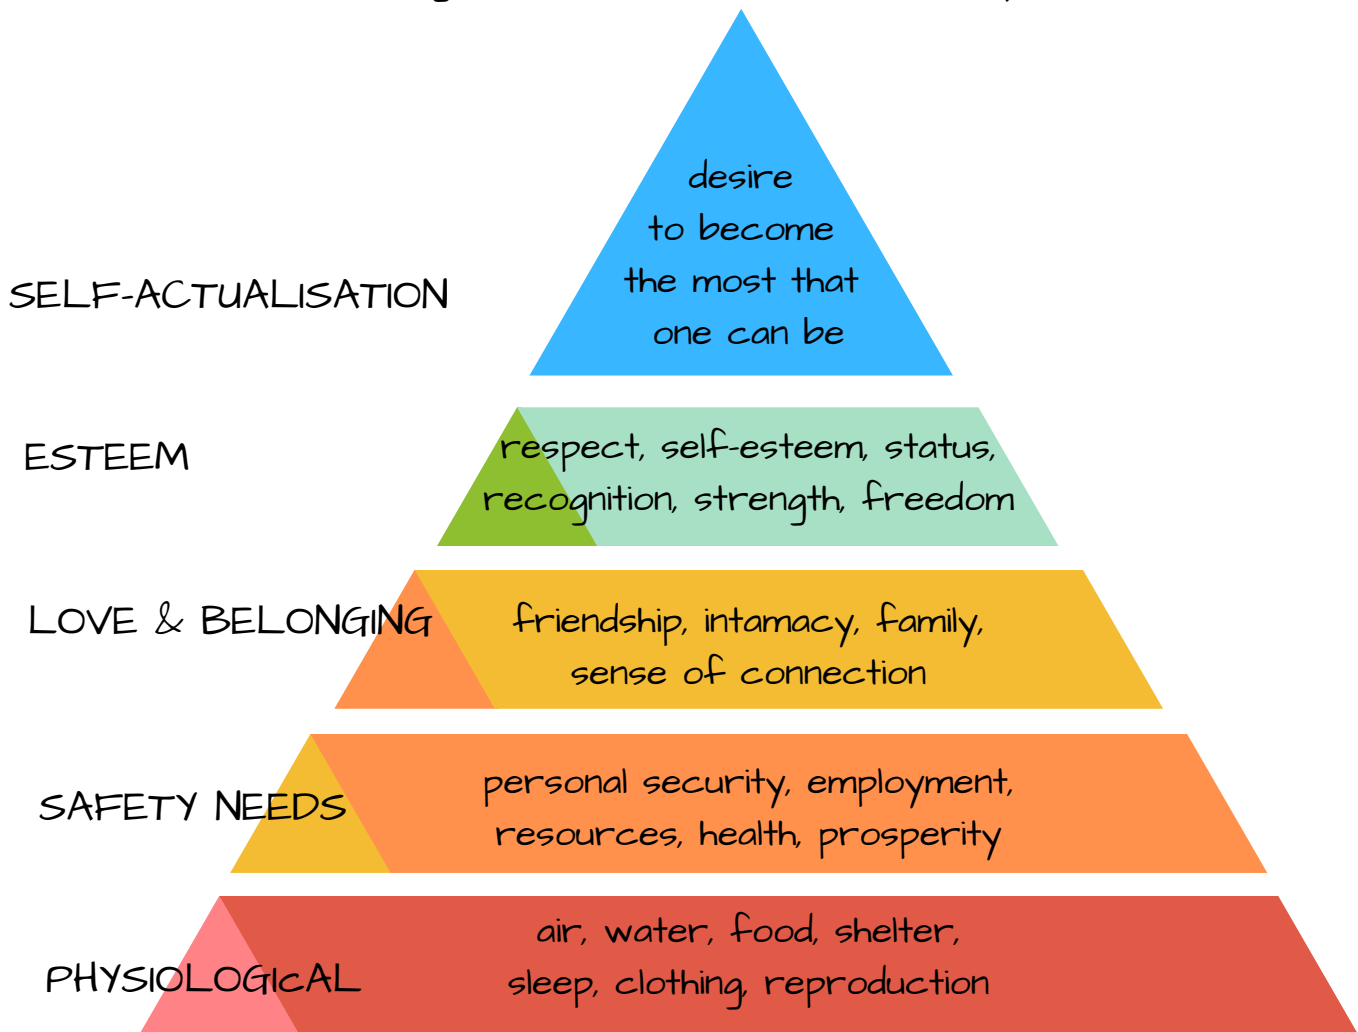 desire
to become
the most that
one can be
SELF-ACTUALISATION
ESTEEM
respect, self-esteem, status,
recognition, strength, freedom
LOVE & BELONGING
friendship, intamacy, family,
sense of connection
SAFETY NEEDS
personal security, employment,
resources, health, prosperity
PHYSIOLOGIcAL
air, water, food, shelter,
sleep, clothing, reproduction